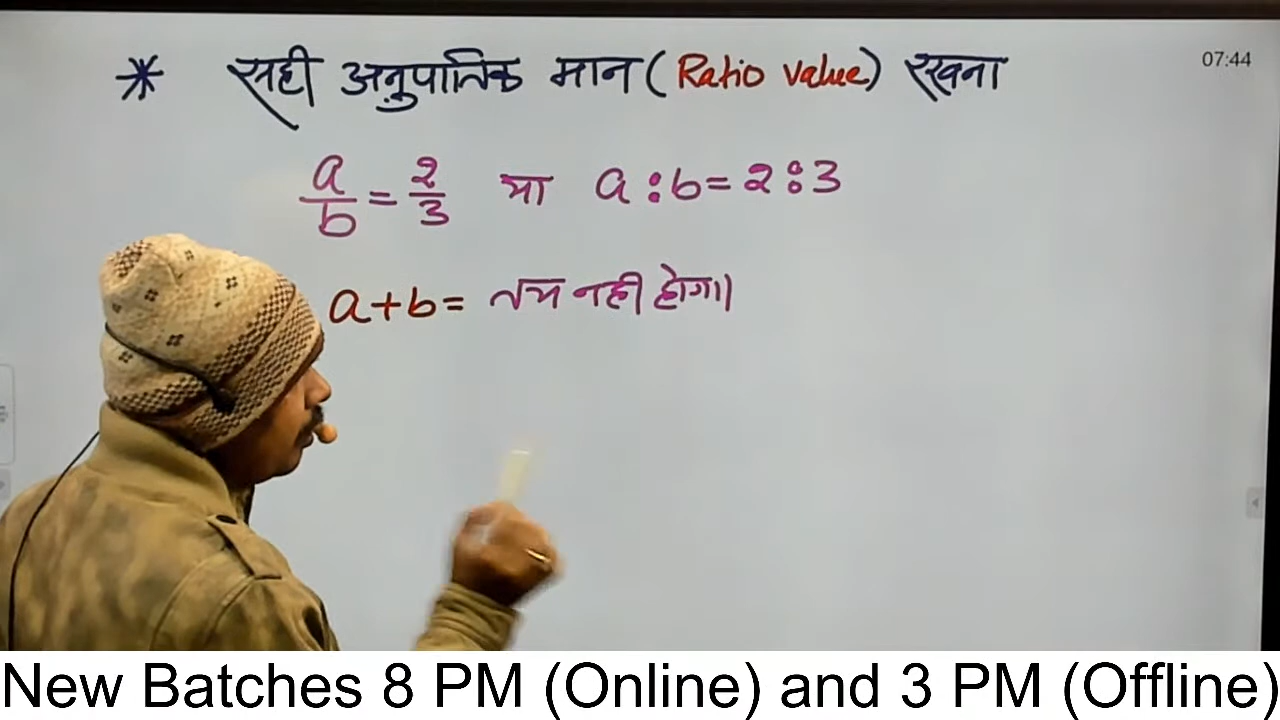 * सही अनुपातिक मान (Ratio value) रखना
07:44
a/b = 2/3 या a:b = 2:3
a+b = तय नही होगा।
New Batches 8 PM (Online) and 3 PM (Offline)